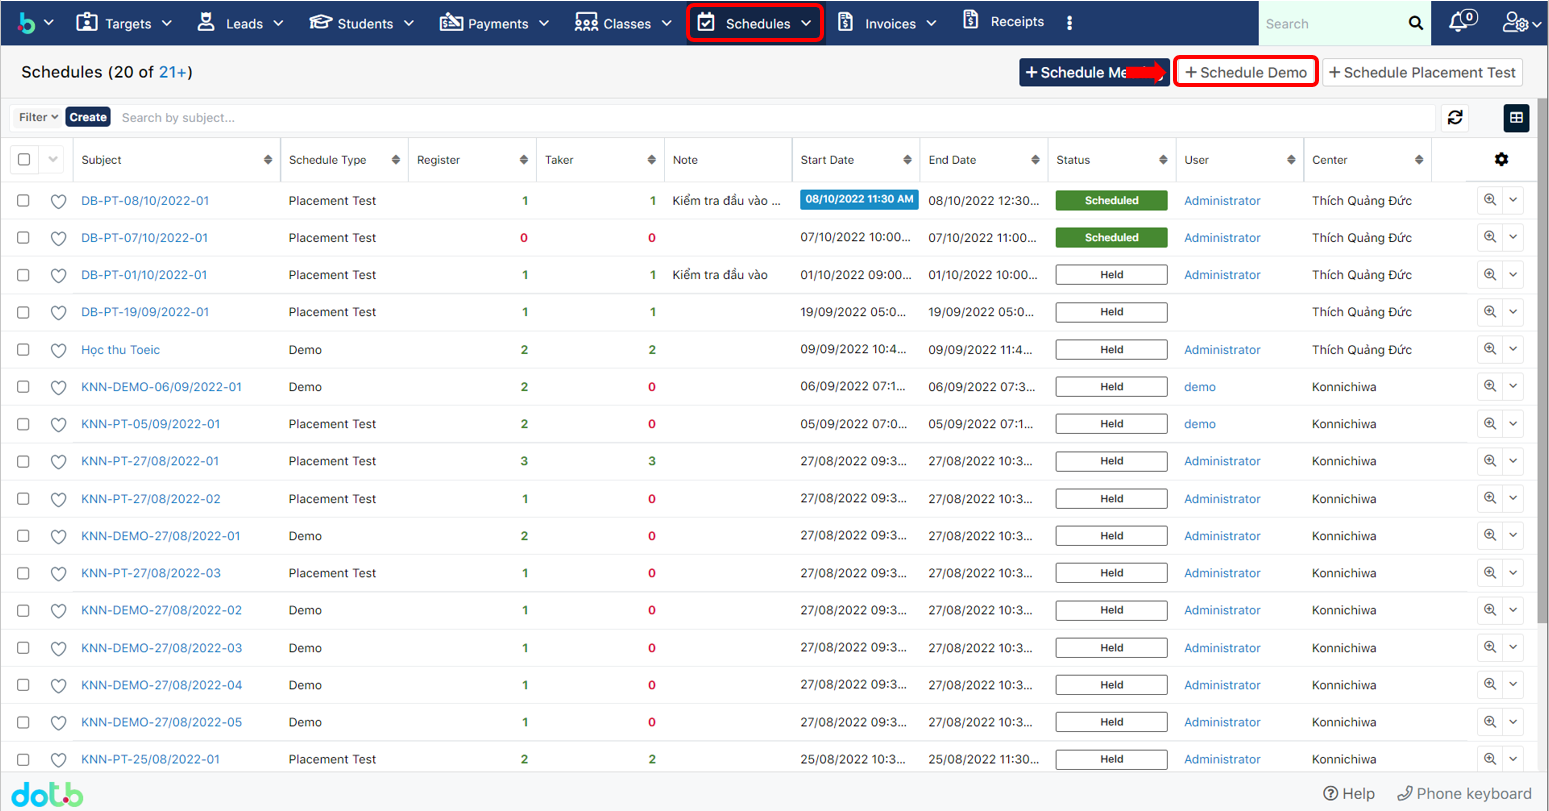 b Targets Leads Students Payments Classes Schedules Invoices Receipts Search 0
Schedules (20 of 21+) + Schedule Me + Schedule Demo + Schedule Placement Test
Filter Create Search by subject...
Subject Schedule Type Register Taker Note Start Date End Date Status User Center
DB-PT-08/10/2022-01 Placement Test 1 1 Kiểm tra đầu vào ... 08/10/2022 11:30 AM 08/10/2022 12:30... Scheduled Administrator Thích Quảng Đức
DB-PT-07/10/2022-01 Placement Test 0 0 07/10/2022 10:00... 07/10/2022 11:00... Scheduled Administrator Thích Quảng Đức
DB-PT-01/10/2022-01 Placement Test 1 1 Kiểm tra đầu vào 01/10/2022 09:00... 01/10/2022 10:00... Held Administrator Thích Quảng Đức
DB-PT-19/09/2022-01 Placement Test 1 1 19/09/2022 05:0... 19/09/2022 05:0... Held Thích Quảng Đức
Học thu Toeic Demo 2 2 09/09/2022 10:4... 09/09/2022 11:4... Held Administrator Thích Quảng Đức
KNN-DEMO-06/09/2022-01 Demo 2 0 06/09/2022 07:1... 06/09/2022 07:3... Held demo Konnichiwa
KNN-PT-05/09/2022-01 Placement Test 2 0 05/09/2022 07:0... 05/09/2022 07:1... Held demo Konnichiwa
KNN-PT-27/08/2022-01 Placement Test 3 3 27/08/2022 09:3... 27/08/2022 10:3... Held Administrator Konnichiwa
KNN-PT-27/08/2022-02 Placement Test 1 0 27/08/2022 09:3... 27/08/2022 10:3... Held Administrator Konnichiwa
KNN-DEMO-27/08/2022-01 Demo 2 0 27/08/2022 09:3... 27/08/2022 10:3... Held Administrator Konnichiwa
KNN-PT-27/08/2022-03 Placement Test 1 0 27/08/2022 09:3... 27/08/2022 10:3... Held Administrator Konnichiwa
KNN-DEMO-27/08/2022-02 Demo 1 0 27/08/2022 09:3... 27/08/2022 10:3... Held Administrator Konnichiwa
KNN-DEMO-27/08/2022-03 Demo 1 0 27/08/2022 09:3... 27/08/2022 10:3... Held Administrator Konnichiwa
KNN-DEMO-27/08/2022-04 Demo 1 0 27/08/2022 09:3... 27/08/2022 10:3... Held Administrator Konnichiwa
KNN-DEMO-27/08/2022-05 Demo 1 0 27/08/2022 09:3... 27/08/2022 10:3... Held Administrator Konnichiwa
KNN-PT-25/08/2022-01 Placement Test 2 2 25/08/2022 10:3... 25/08/2022 11:30... Held Administrator Konnichiwa
dotb Help Phone keyboard